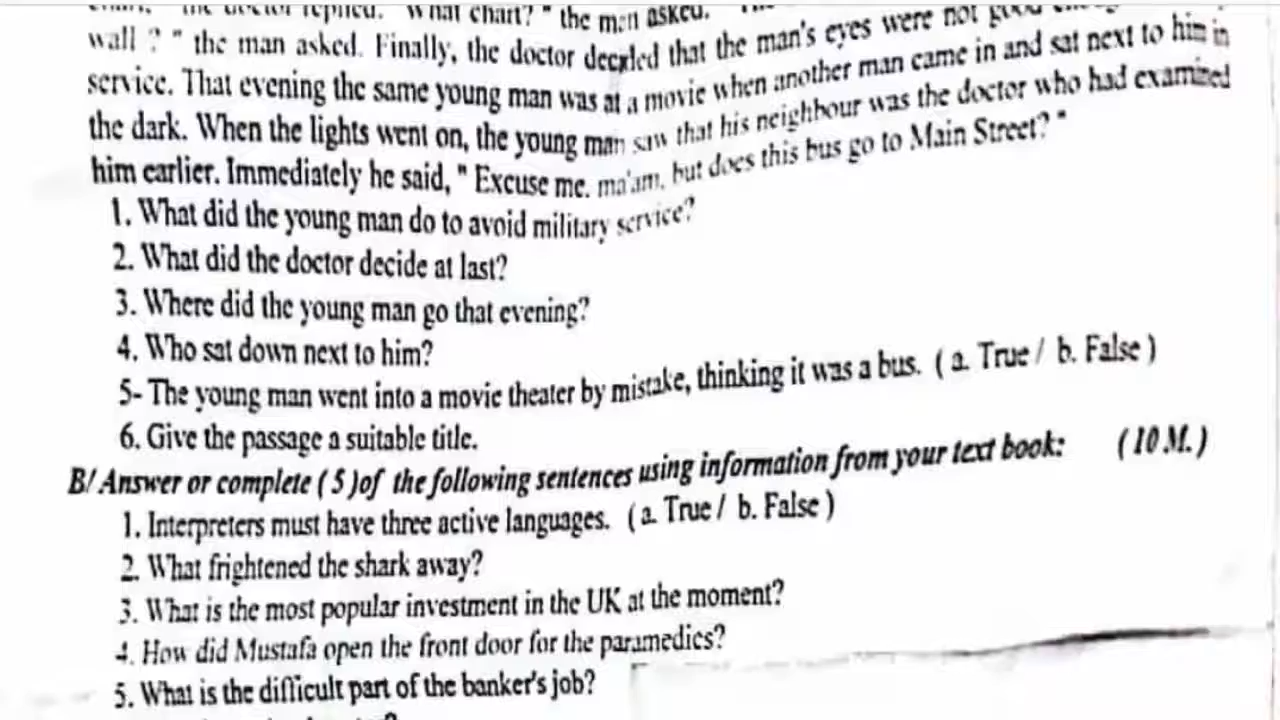 the doctor replied. "What chart? " the man asked.
wall ? " the man asked. Finally, the doctor decided that the man's eyes were not good
service. That evening the same young man was at a movie when another man came in and sat next to him in
the dark. When the lights went on, the young man saw that his neighbour was the doctor who had examined
him earlier. Immediately he said, " Excuse me. ma'am, but does this bus go to Main Street? "
1. What did the young man do to avoid military service?
2. What did the doctor decide at last?
3. Where did the young man go that evening?
4. Who sat down next to him?
5- The young man went into a movie theater by mistake, thinking it was a bus. ( a. True / b. False )
6. Give the passage a suitable title.
B/ Answer or complete ( 5 )of the following sentences using information from your text book: ( 10 M. )
1. Interpreters must have three active languages. ( a. True / b. False )
2. What frightened the shark away?
3. What is the most popular investment in the UK at the moment?
4. How did Mustafa open the front door for the paramedics?
5. What is the difficult part of the banker's job?